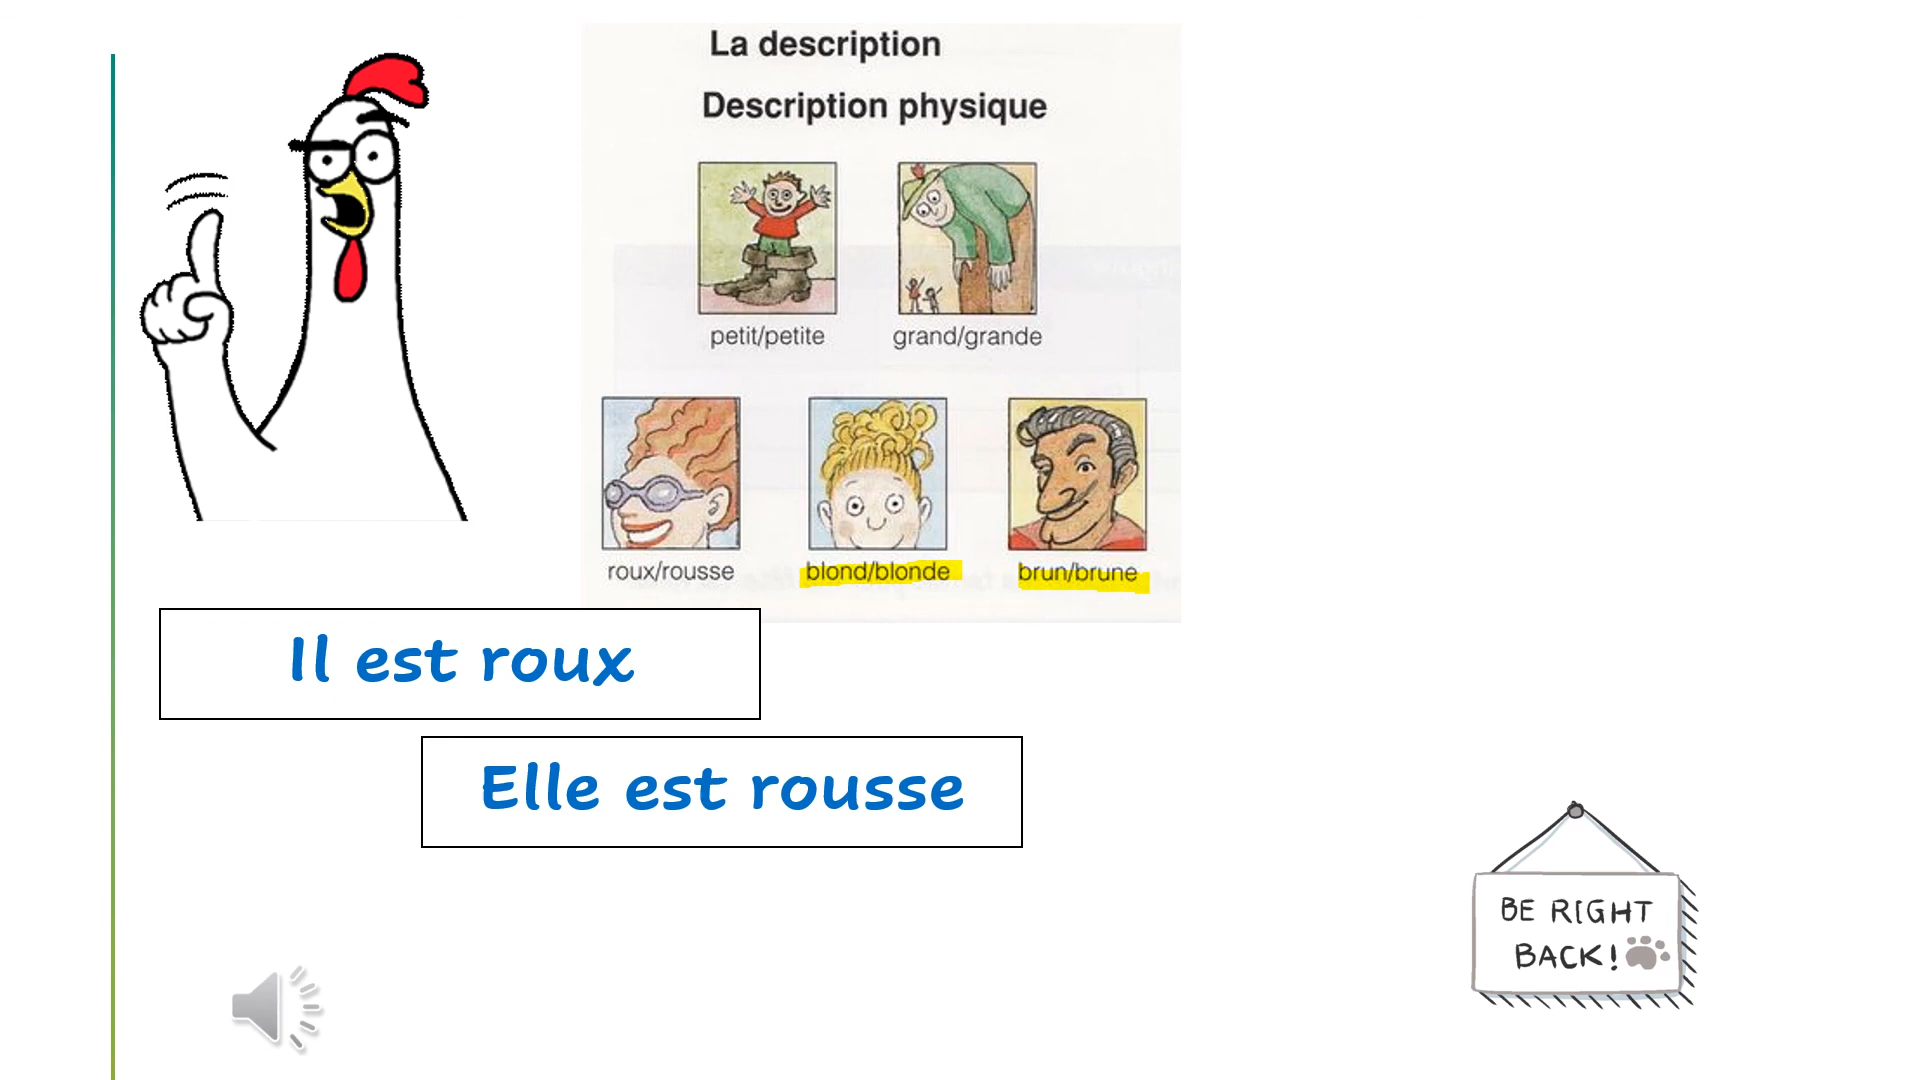 La description
Description physique
petit/petite
grand/grande
roux/rousse
blond/blonde
brun/brune
Il est roux
Elle est rousse
BE RIGHT
BACK!